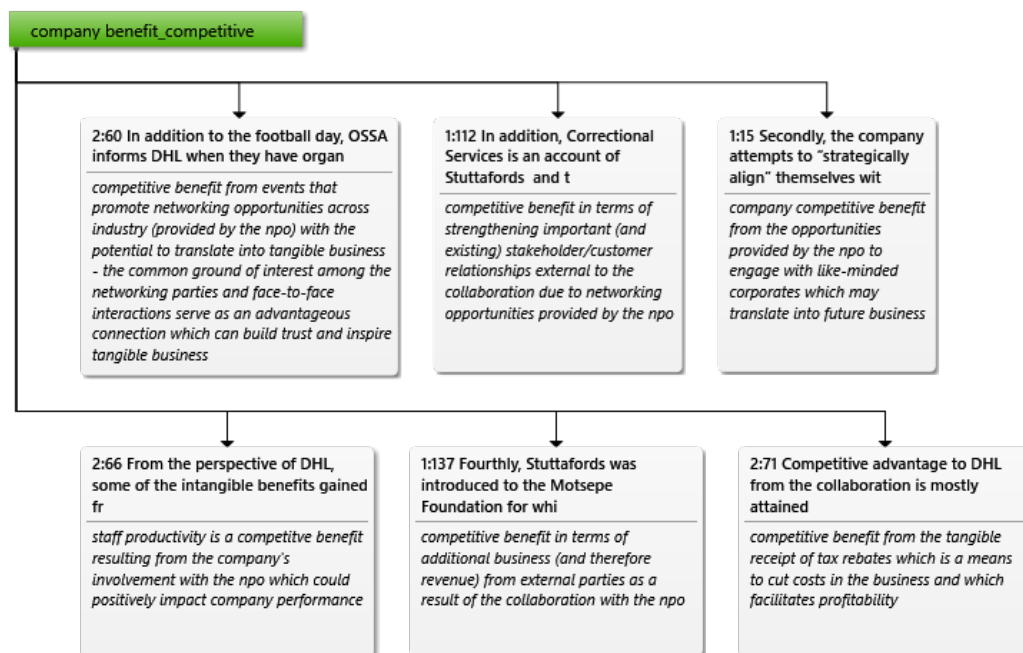 company benefit_competitive
2:60 In addition to the football day, OSSA
informs DHL when they have organ
competitive benefit from events that
promote networking opportunities across
industry (provided by the npo) with the
potential to translate into tangible business
- the common ground of interest among the
networking parties and face-to-face
interactions serve as an advantageous
connection which can build trust and inspire
tangible business
1:112 In addition, Correctional
Services is an account of
Stuttafords and t
competitive benefit in terms of
strengthening important (and
existing) stakeholder/customer
relationships external to the
collaboration due to networking
opportunities provided by the npo
1:15 Secondly, the company
attempts to "strategically
align" themselves wit
company competitive benefit
from the opportunities
provided by the npo to
engage with like-minded
corporates which may
translate into future business
2:66 From the perspective of DHL,
some of the intangible benefits gained
fr
staff productivity is a competitve benefit
resulting from the company's
involvement with the npo which could
positively impact company performance
1:137 Fourthly, Stuttafords was
introduced to the Motsepe
Foundation for whi
competitive benefit in terms of
additional business (and therefore
revenue) from external parties as a
result of the collaboration with the npo
2:71 Competitive advantage to DHL
from the collaboration is mostly
attained
competitive benefit from the tangible
receipt of tax rebates which is a means
to cut costs in the business and which
facilitates profitability